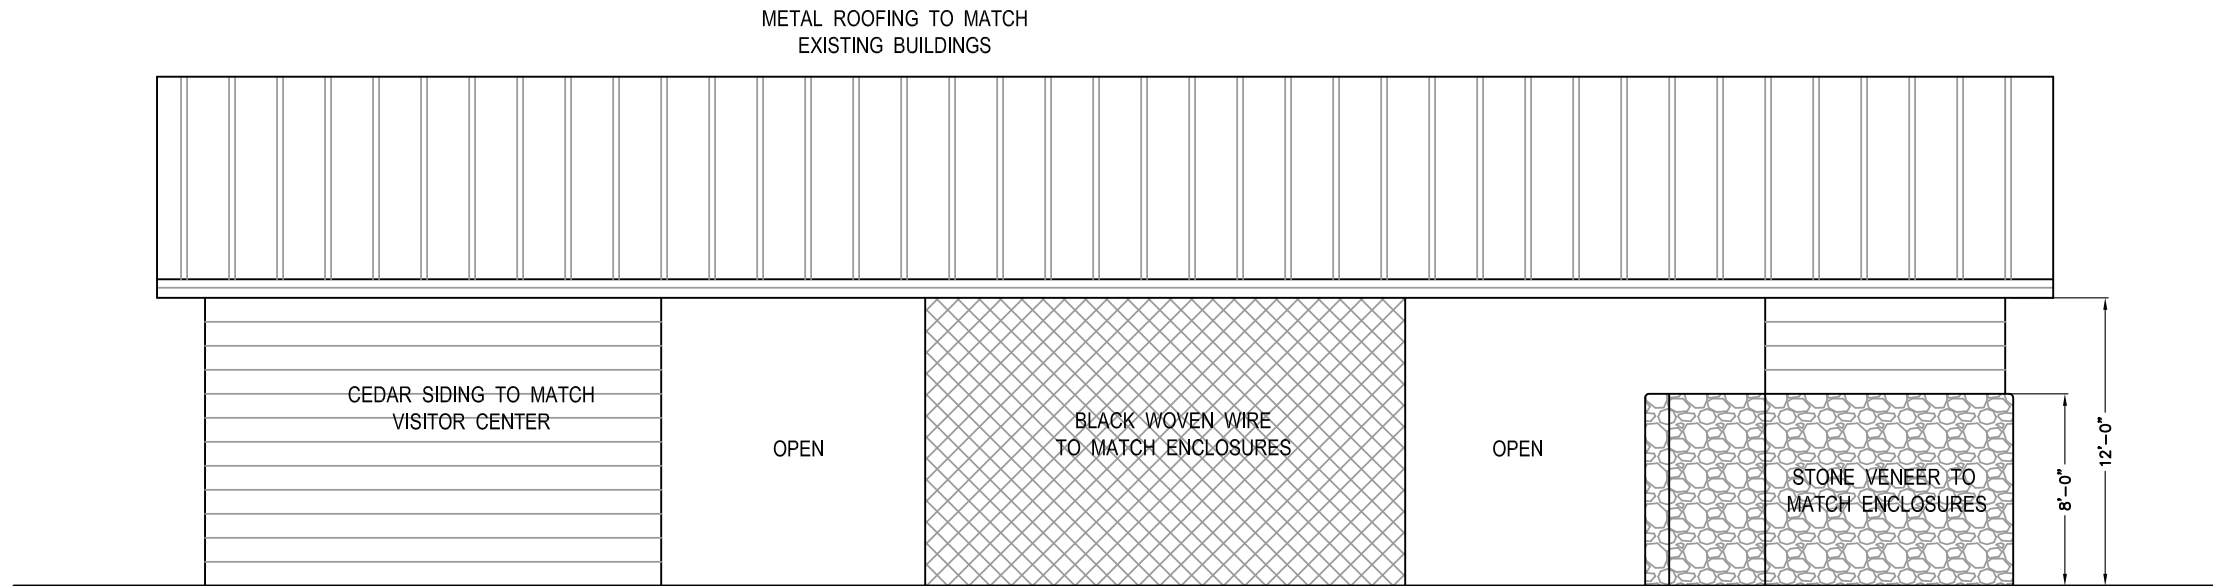 METAL ROOFING TO MATCH
EXISTING BUILDINGS
CEDAR SIDING TO MATCH
VISITOR CENTER
OPEN
BLACK WOVEN WIRE
TO MATCH ENCLOSURES
OPEN
STONE VENEER TO
MATCH ENCLOSURES
8'-0"
12'-0"